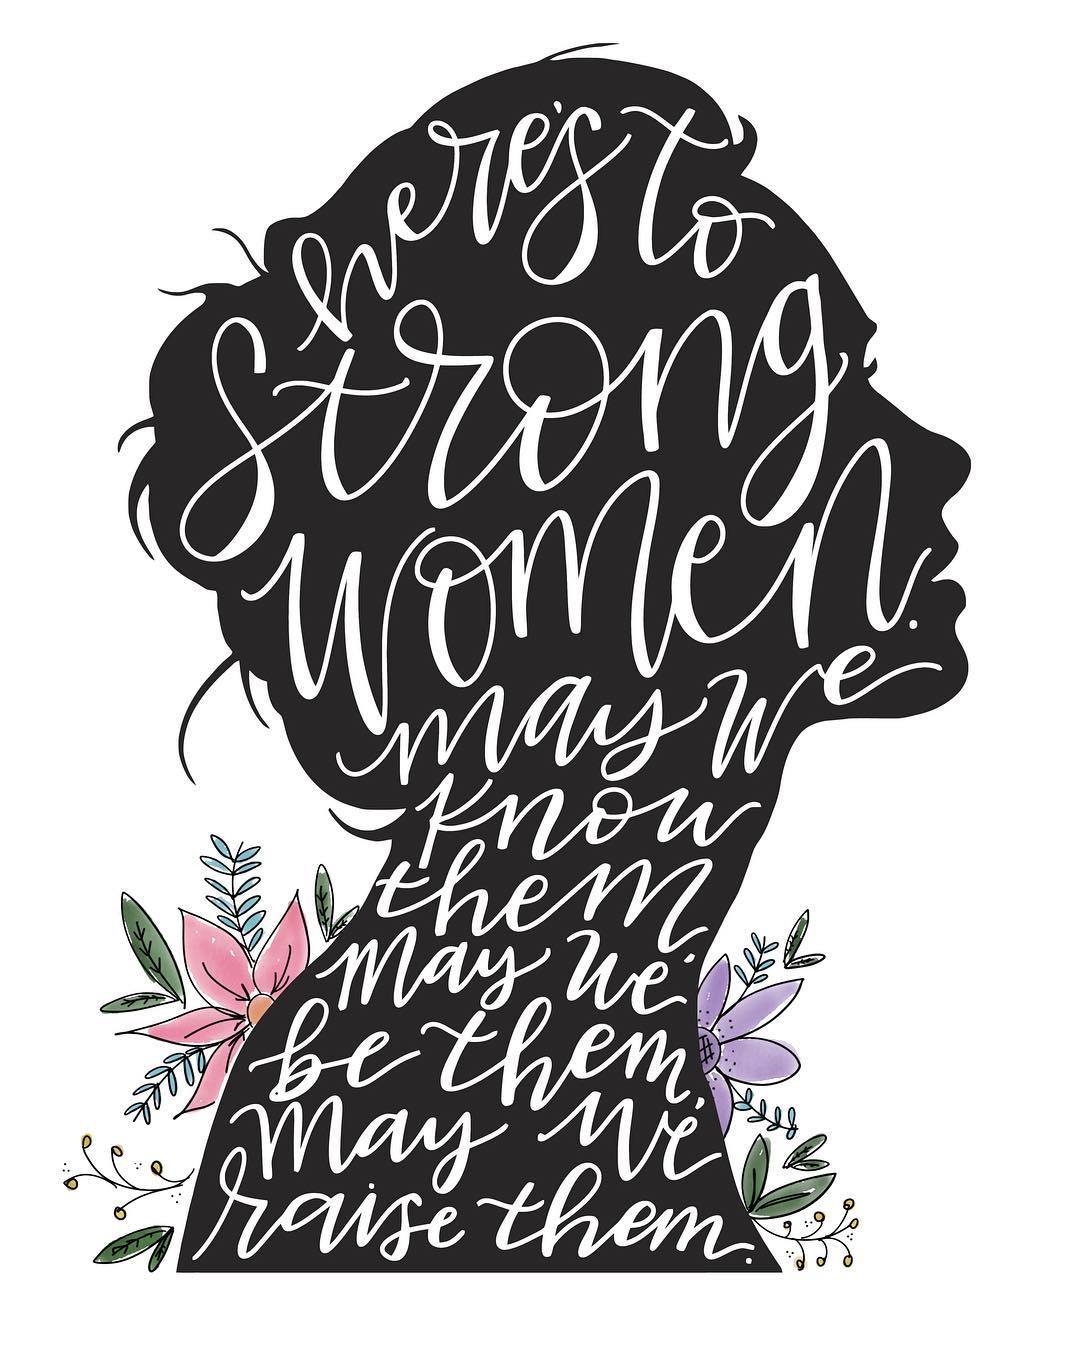 here's to
strong
women.
may we
know
them.
May we
be them.
May we
raise them.